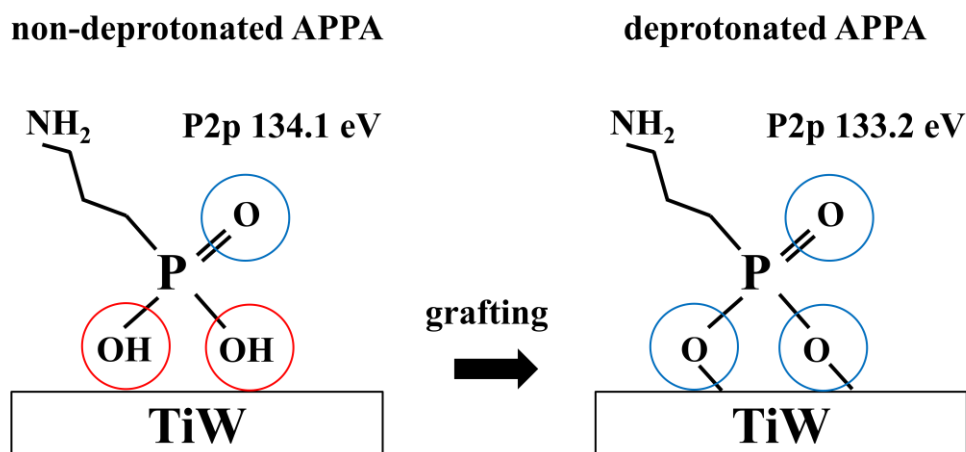 non-deprotonated APPA
deprotonated APPA
NH₂
P2p 134.1 eV
O
P
OH
OH
TiW
grafting
NH₂
P2p 133.2 eV
O
P
O
O
TiW